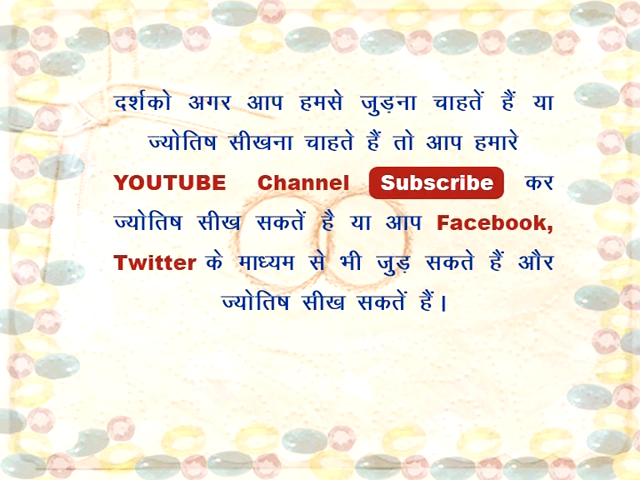 दर्शको अगर आप हमसे जुड़ना चाहतें हैं या
ज्योतिष सीखना चाहते हैं तो आप हमारे
YOUTUBE Channel Subscribe कर
ज्योतिष सीख सकतें है या आप Facebook,
Twitter के माध्यम से भी जुड़ सकते हैं और
ज्योतिष सीख सकतें हैं।